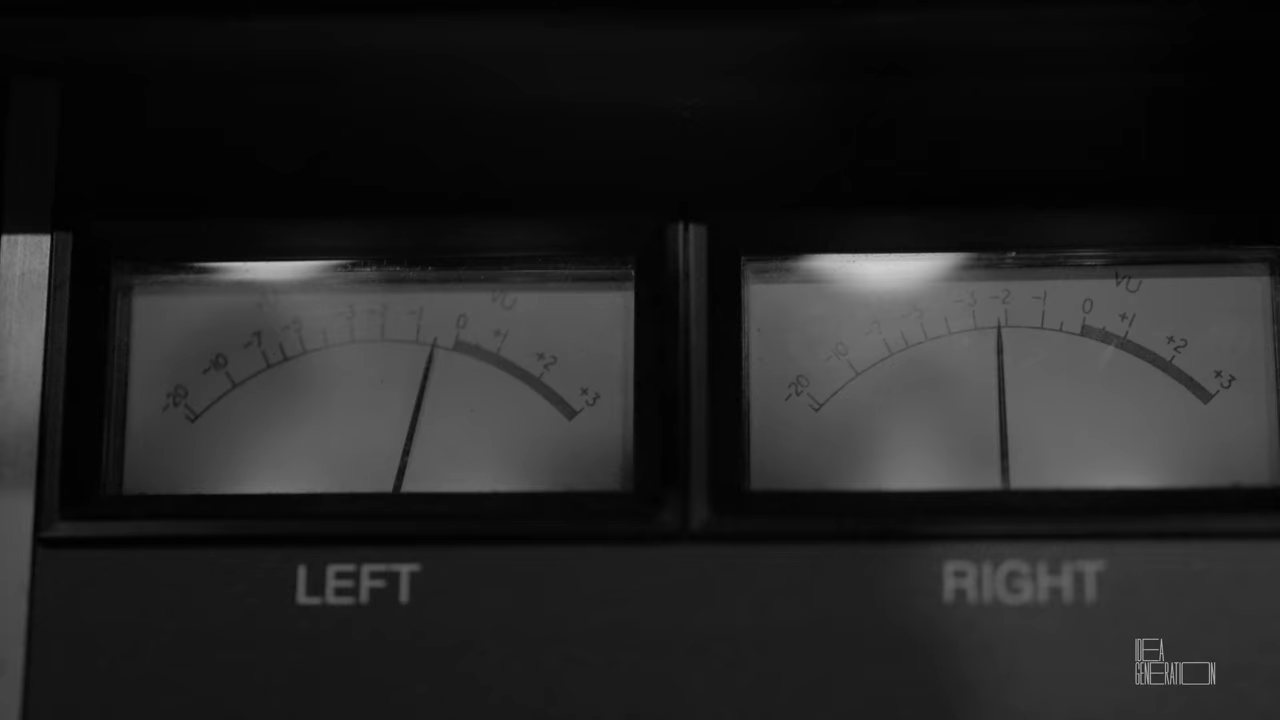 VU
-20 -10 -7 -5 -3 -2 -1 0 +1 +2 +3
VU
-20 -10 -7 -5 -3 -2 -1 0 +1 +2 +3
LEFT
RIGHT
IDEA
GENERATION